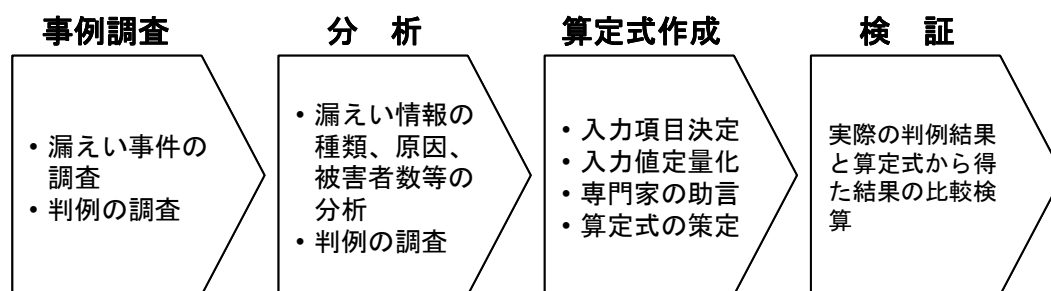 事例調査
・漏えい事件の
調査
・判例の調査
分　析
・漏えい情報の
種類、原因、
被害者数等の
分析
・判例の調査
算定式作成
・入力項目決定
・入力値定量化
・専門家の助言
・算定式の策定
検　証
実際の判例結果
と算定式から得
た結果の比較検
算